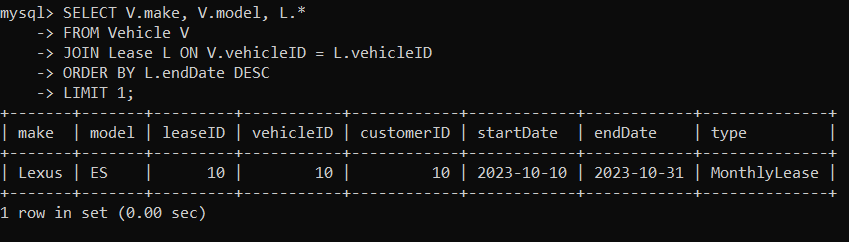 mysql> SELECT V.make, V.model, L.*
    -> FROM Vehicle V
    -> JOIN Lease L ON V.vehicleID = L.vehicleID
    -> ORDER BY L.endDate DESC
    -> LIMIT 1;
+-------+-------+---------+-----------+------------+------------+------------+--------------+
| make  | model | leaseID | vehicleID | customerID | startDate  | endDate    | type         |
+-------+-------+---------+-----------+------------+------------+------------+--------------+
| Lexus | ES    |      10 |        10 |         10 | 2023-10-10 | 2023-10-31 | MonthlyLease |
+-------+-------+---------+-----------+------------+------------+------------+--------------+
1 row in set (0.00 sec)